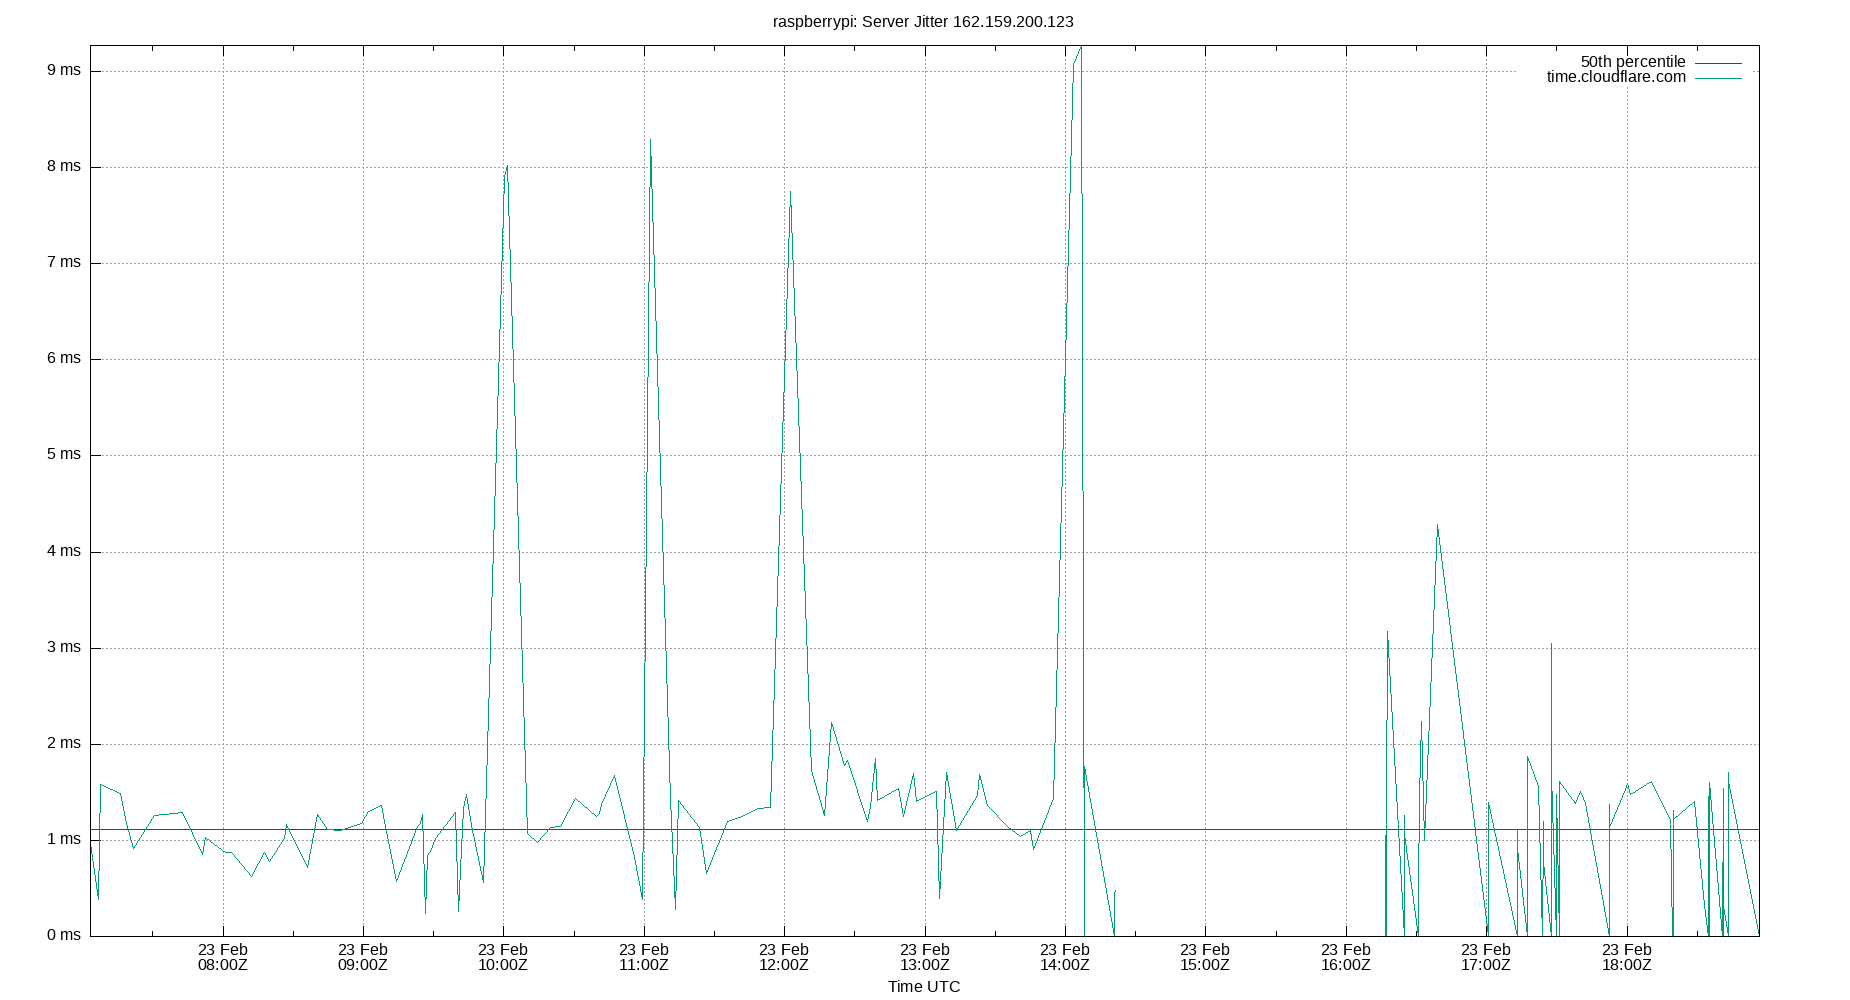 raspberrypi: Server Jitter 162.159.200.123
50th percentile
time.cloudflare.com
9 ms
8 ms
7 ms
6 ms
5 ms
4 ms
3 ms
2 ms
1 ms
0 ms
23 Feb 23 Feb 23 Feb 23 Feb 23 Feb 23 Feb 23 Feb 23 Feb 23 Feb 23 Feb 23 Feb
08:00Z 09:00Z 10:00Z 11:00Z 12:00Z 13:00Z 14:00Z 15:00Z 16:00Z 17:00Z 18:00Z
Time UTC